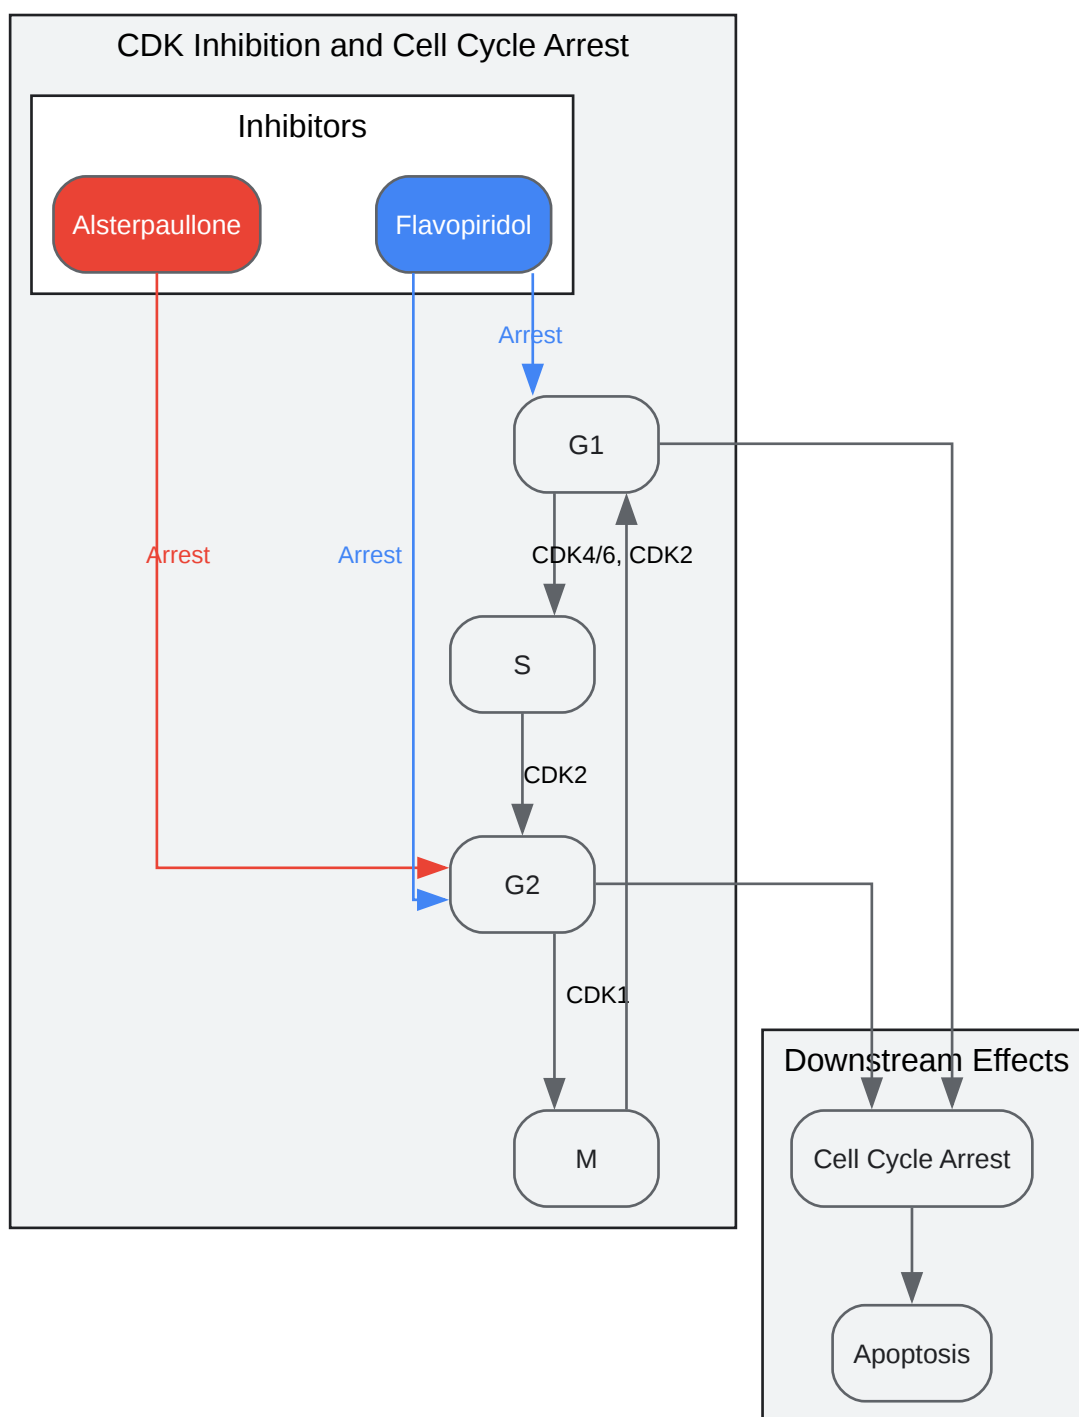 CDK Inhibition and Cell Cycle Arrest
Inhibitors
Alsterpaullone
Flavopiridol
Arrest
G1
Arrest
Arrest
CDK4/6, CDK2
S
CDK2
G2
CDK1
Downstream Effects
M
Cell Cycle Arrest
Apoptosis